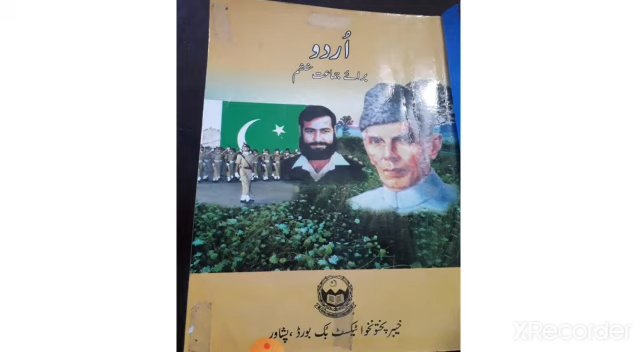 اُردو
برائے جماعت ششم
خیبر پختونخوا ٹیکسٹ بک بورڈ، پشاور
XRecorder